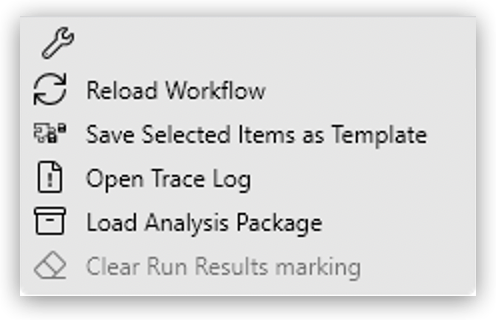 Reload Workflow
Save Selected Items as Template
Open Trace Log
Load Analysis Package
Clear Run Results marking